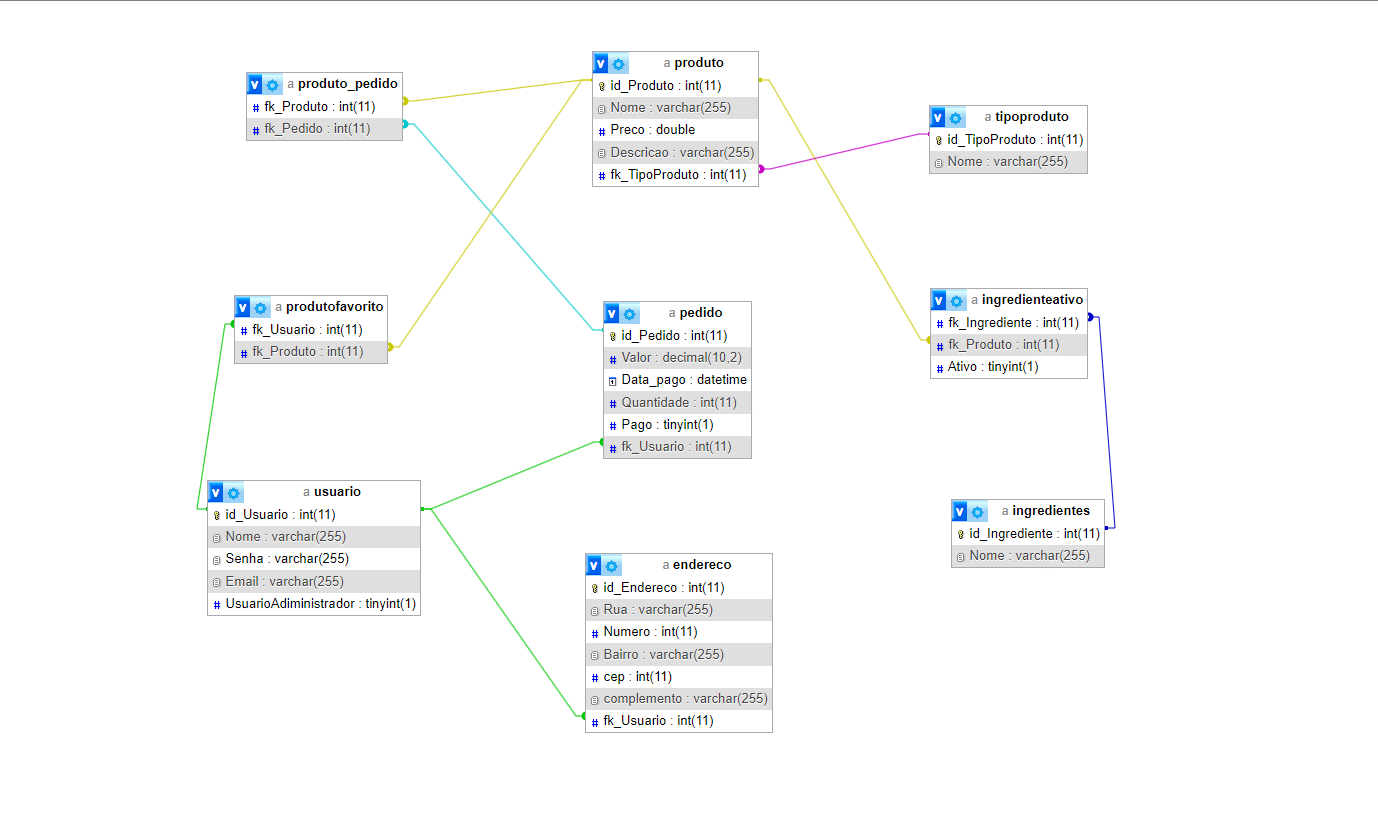 v a produto_pedido
# fk_Produto : int(11)
# fk_Pedido : int(11)
v a produto
id_Produto : int(11)
Nome : varchar(255)
# Preco : double
Descricao : varchar(255)
# fk_TipoProduto : int(11)
v a tipoproduto
id_TipoProduto : int(11)
Nome : varchar(255)
v a produtofavorito
# fk_Usuario : int(11)
# fk_Produto : int(11)
v a pedido
id_Pedido : int(11)
# Valor : decimal(10,2)
Data_pago : datetime
# Quantidade : int(11)
# Pago : tinyint(1)
# fk_Usuario : int(11)
v a ingredienteativo
# fk_Ingrediente : int(11)
# fk_Produto : int(11)
# Ativo : tinyint(1)
v a usuario
id_Usuario : int(11)
Nome : varchar(255)
Senha : varchar(255)
Email : varchar(255)
# UsuarioAdiministrador : tinyint(1)
v a endereco
id_Endereco : int(11)
Rua : varchar(255)
# Numero : int(11)
Bairro : varchar(255)
# cep : int(11)
complemento : varchar(255)
# fk_Usuario : int(11)
v a ingredientes
id_Ingrediente : int(11)
Nome : varchar(255)